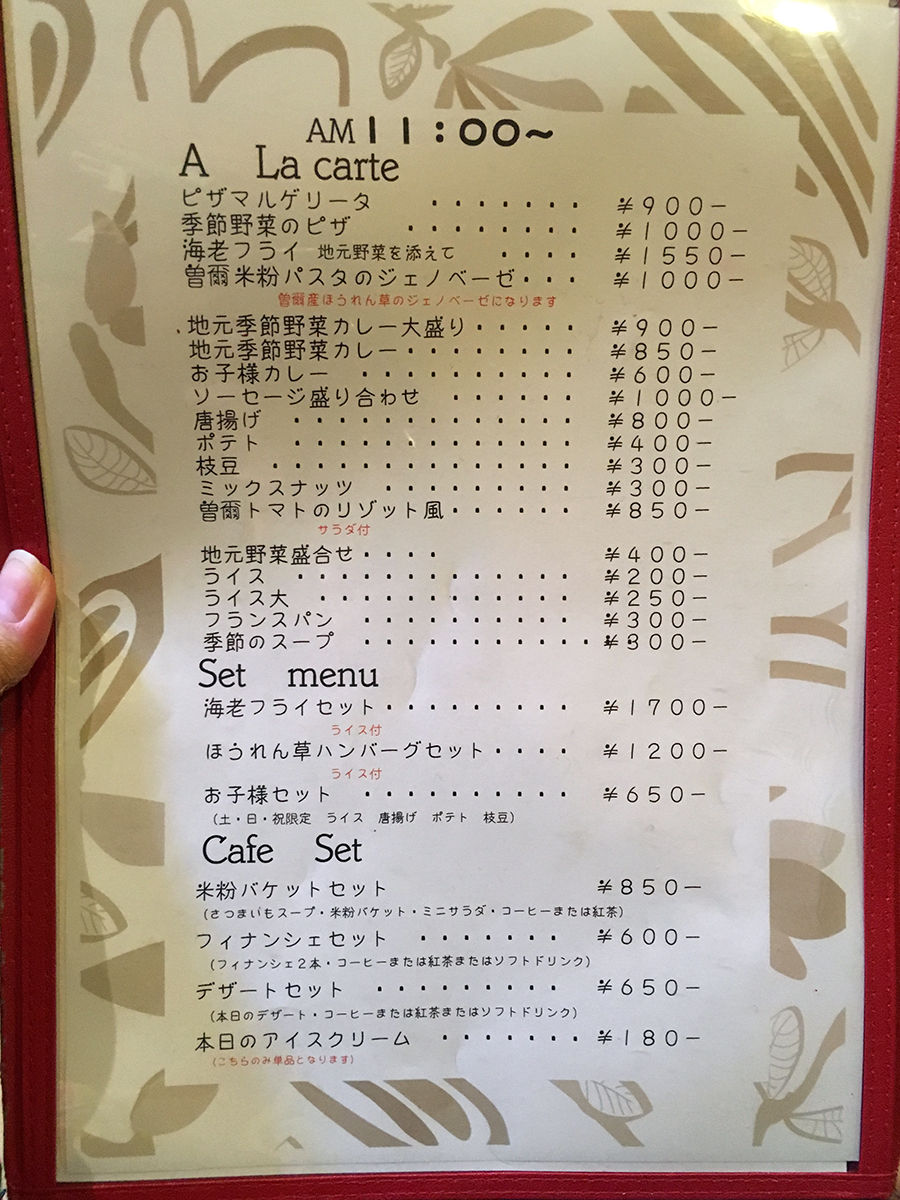 AM11:00~
A La carte
ピザマルゲリータ ・・・・・・・ ¥900−
季節野菜のピザ ・・・・・・・・ ¥1000−
海老フライ 地元野菜を添えて ・・・・ ¥1550−
曽爾米粉パスタのジェノベーゼ・・・ ¥1000−
曽爾産ほうれん草のジェノベーゼになります
地元季節野菜カレー大盛り・・・・・ ¥900−
地元季節野菜カレー・・・・・・・・ ¥850−
お子様カレー ・・・・・・・・・・ ¥600−
ソーセージ盛り合わせ ・・・・・・ ¥1000−
唐揚げ ・・・・・・・・・・・・・ ¥800−
ポテト ・・・・・・・・・・・・・ ¥400−
枝豆 ・・・・・・・・・・・・・・ ¥300−
ミックスナッツ ・・・・・・・・・ ¥300−
曽爾トマトのリゾット風・・・・・・ ¥850−
サラダ付
地元野菜盛合せ・・・・ ¥400−
ライス ・・・・・・・・・・・・・ ¥200−
ライス大 ・・・・・・・・・・・・ ¥250−
フランスパン ・・・・・・・・・・ ¥300−
季節のスープ ・・・・・・・・・・・ ¥300−
Set menu
海老フライセット・・・・・・・・・ ¥1700−
ライス付
ほうれん草ハンバーグセット・・・・ ¥1200−
ライス付
お子様セット ・・・・・・・・・・ ¥650−
(土・日・祝限定 ライス 唐揚げ ポテト 枝豆)
Cafe Set
米粉バケットセット ¥850−
(さつまいもスープ・米粉バケット・ミニサラダ・コーヒーまたは紅茶)
フィナンシェセット ・・・・・・・ ¥600−
(フィナンシェ2本・コーヒーまたは紅茶またはソフトドリンク)
デザートセット ・・・・・・・・・ ¥650−
(本日のデザート・コーヒーまたは紅茶またはソフトドリンク)
本日のアイスクリーム ・・・・・・・ ¥180−
(こちらのみ単品となります)